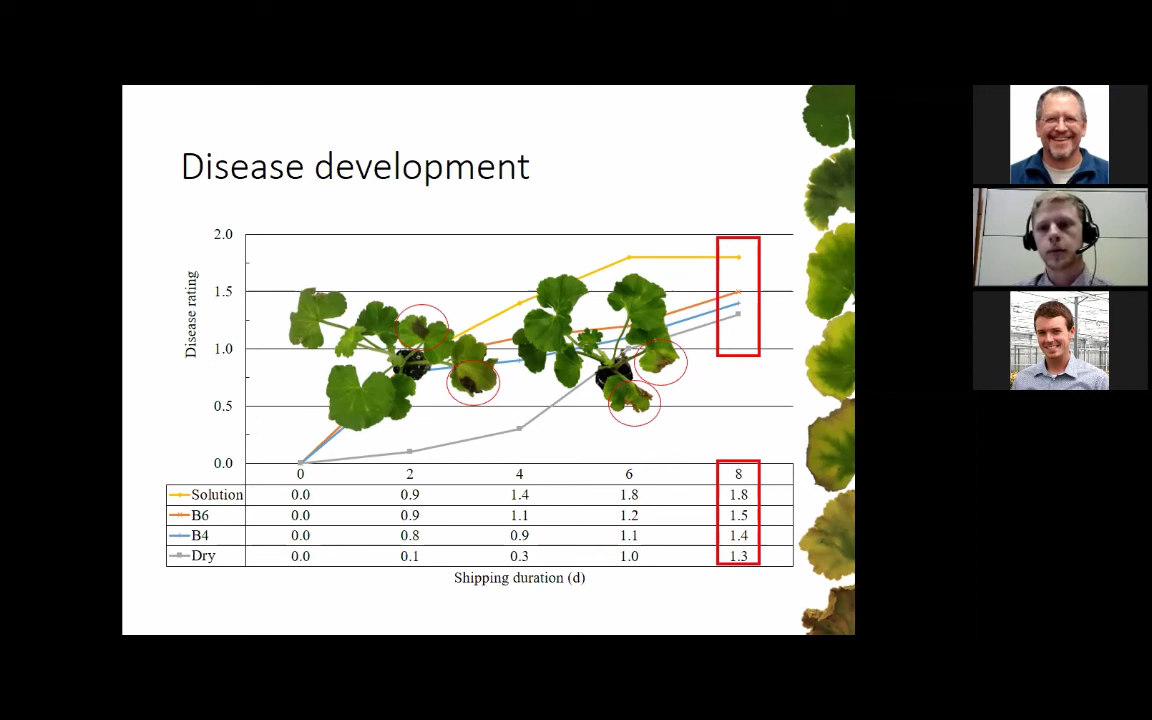 Disease development
2.0
1.5
1.0
0.5
0.0
Disease rating
0 2 4 6 8
Solution 0.0 0.9 1.4 1.8 1.8
B6 0.0 0.9 1.1 1.2 1.5
B4 0.0 0.8 0.9 1.1 1.4
Dry 0.0 0.1 0.3 1.0 1.3
Shipping duration (d)